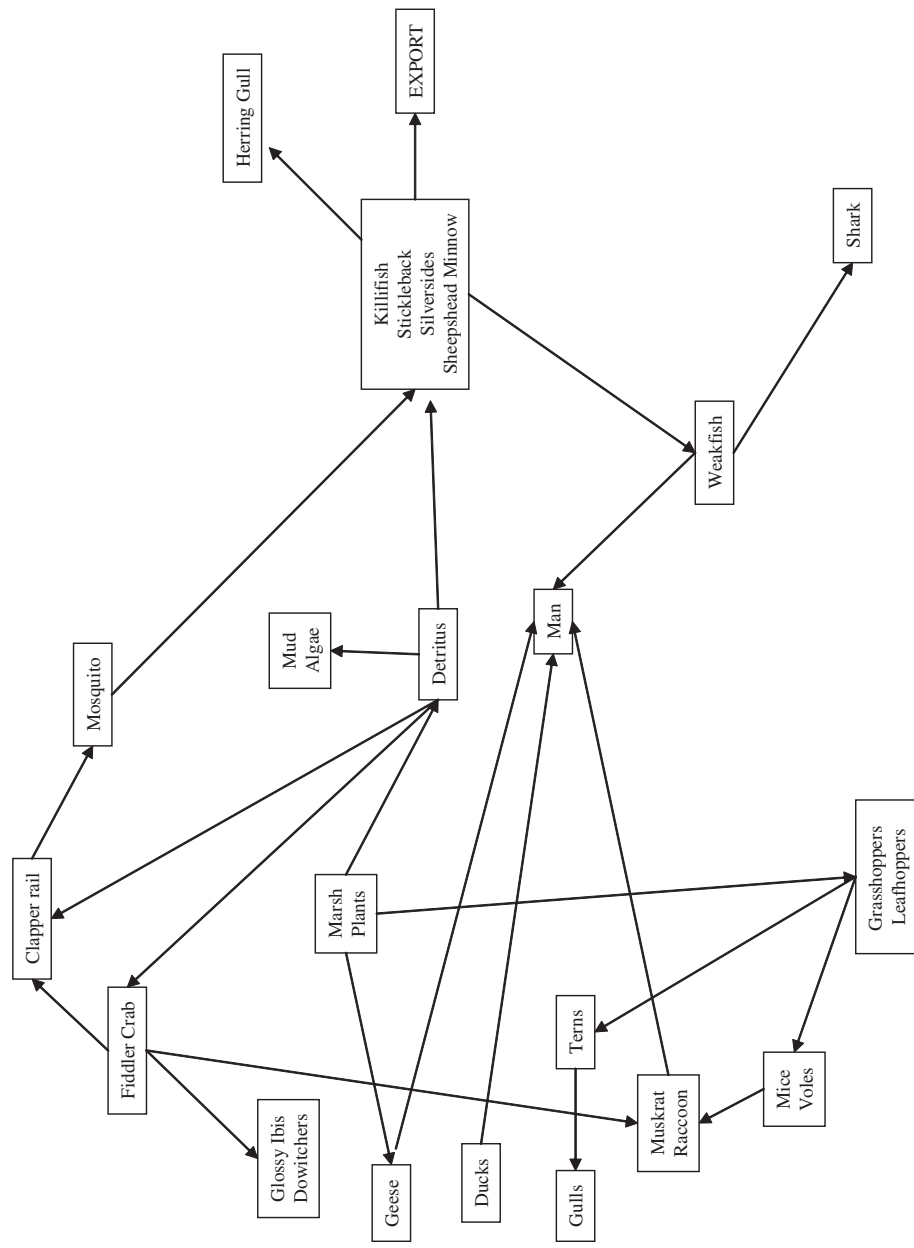 Clapper rail
Mosquito
Fiddler Crab
Herring Gull
Glossy Ibis
Dowitchers
Mud
Algae
Marsh
Plants
Geese
Killifish
Stickleback
Silversides
Sheepshead Minnow
EXPORT
Detritus
Ducks
Man
Gulls
Terns
Muskrat
Raccoon
Weakfish
Mice
Voles
Shark
Grasshoppers
Leafhoppers